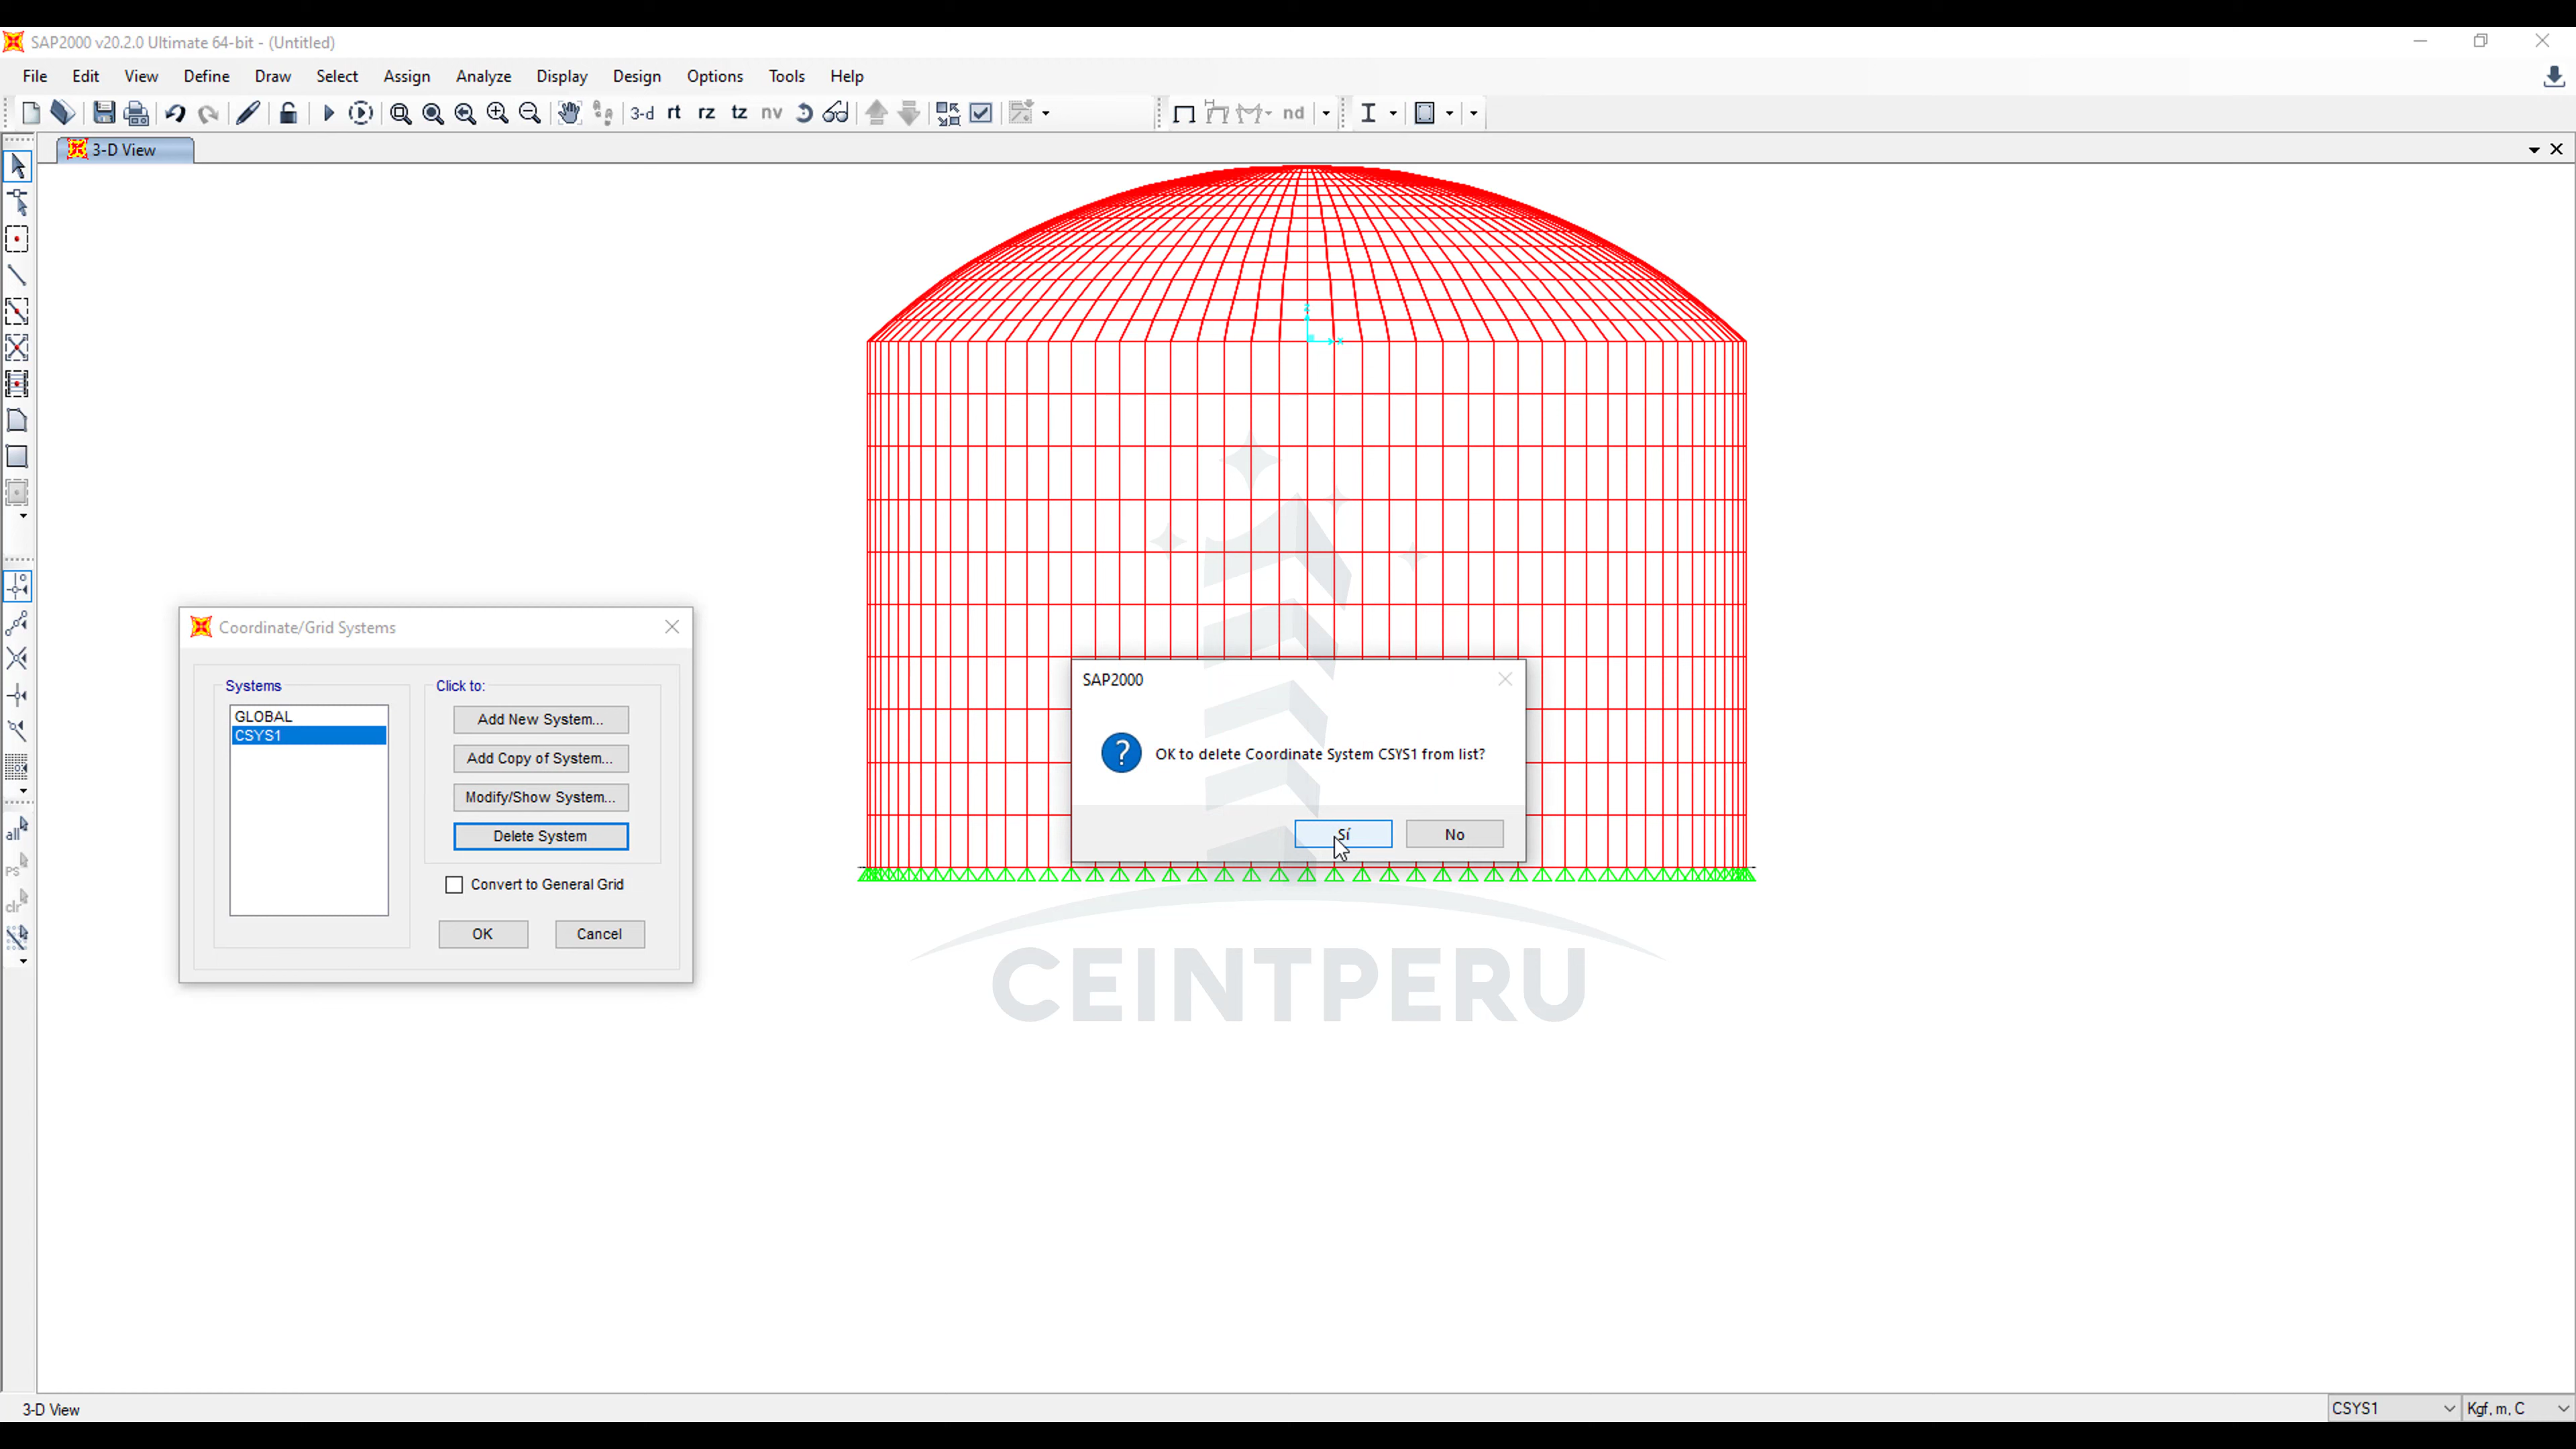 SAP2000 v20.2.0 Ultimate 64-bit - (Untitled)
File Edit View Define Draw Select Assign Analyze Display Design Options Tools Help
3-d rt rz tz nv nd
3-D View
all
PS
clr
Coordinate/Grid Systems
Systems
GLOBAL
CSYS1
Click to:
Add New System...
Add Copy of System...
Modify/Show System...
Delete System
Convert to General Grid
OK Cancel
SAP2000
OK to delete Coordinate System CSYS1 from list?
Sí No
CEINTPERU
3-D View
CSYS1 Kgf, m, C